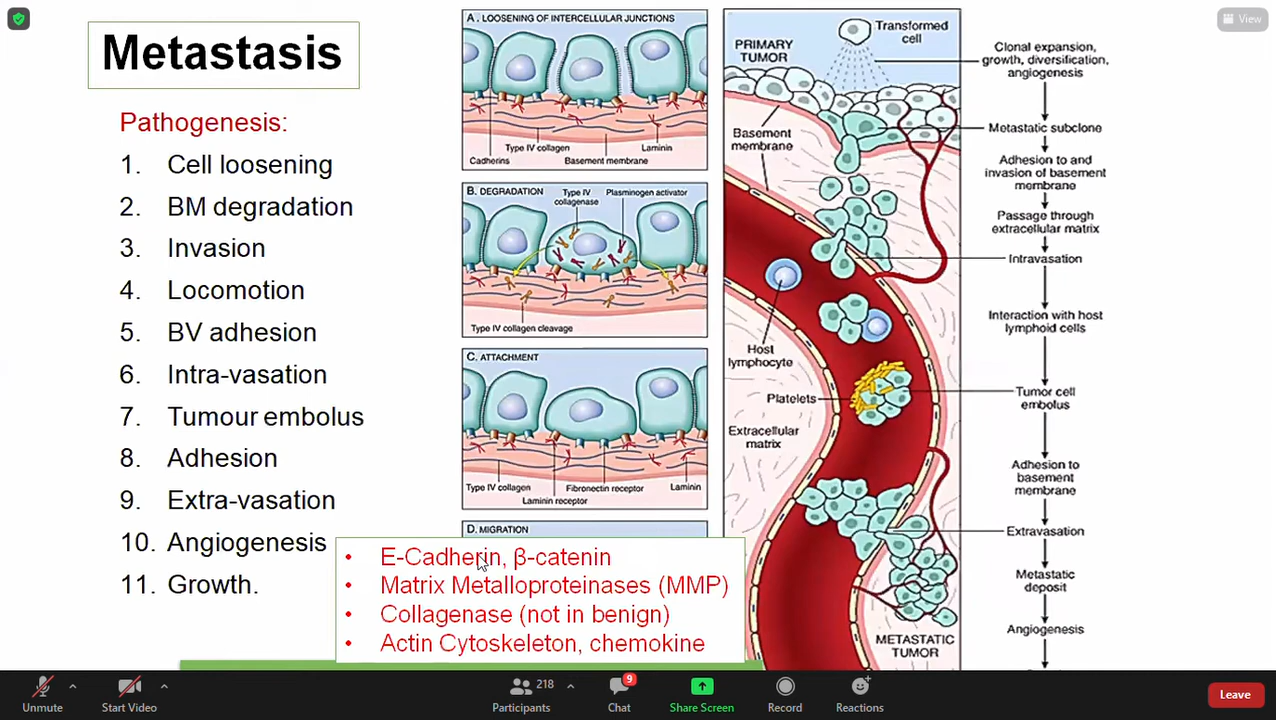 View
Metastasis
Pathogenesis:
1. Cell loosening
2. BM degradation
3. Invasion
4. Locomotion
5. BV adhesion
6. Intra-vasation
7. Tumour embolus
8. Adhesion
9. Extra-vasation
10. Angiogenesis
11. Growth.
A. LOOSENING OF INTERCELLULAR JUNCTIONS
Cadherins
Type IV collagen
Basement membrane
Laminin
B. DEGRADATION
Type IV
collagenase
Plasminogen activator
Type IV collagen cleavage
C. ATTACHMENT
Type IV collagen
Fibronectin receptor
Laminin
Laminin receptor
D. MIGRATION
• E-Cadherin, β-catenin
• Matrix Metalloproteinases (MMP)
• Collagenase (not in benign)
• Actin Cytoskeleton, chemokine
PRIMARY
TUMOR
Transformed
cell
Basement
membrane
Host
lymphocyte
Platelets
Extracellular
matrix
METASTATIC
TUMOR
Clonal expansion,
growth, diversification,
angiogenesis
Metastatic subclone
Adhesion to and
invasion of basement
membrane
Passage through
extracellular matrix
Intravasation
Interaction with host
lymphoid cells
Tumor cell
embolus
Adhesion to
basement
membrane
Extravasation
Metastatic
deposit
Angiogenesis
Unmute
Start Video
218
Participants
9
Chat
Share Screen
Record
Reactions
Leave